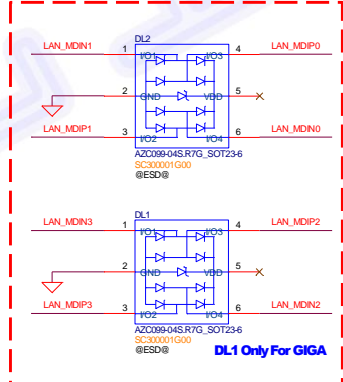 DL2
LAN_MDIN1 1 I/O1 I/O3 4 LAN_MDIP0
2 GND VDD 5
LAN_MDIP1 3 I/O2 I/O4 6 LAN_MDIN0
AZC099-04S.R7G_SOT23-6
SC300001G00
@ESD@
DL1
LAN_MDIN3 1 I/O1 I/O3 4 LAN_MDIP2
2 GND VDD 5
LAN_MDIP3 3 I/O2 I/O4 6 LAN_MDIN2
AZC099-04S.R7G_SOT23-6
SC300001G00
@ESD@
DL1 Only For GIGA